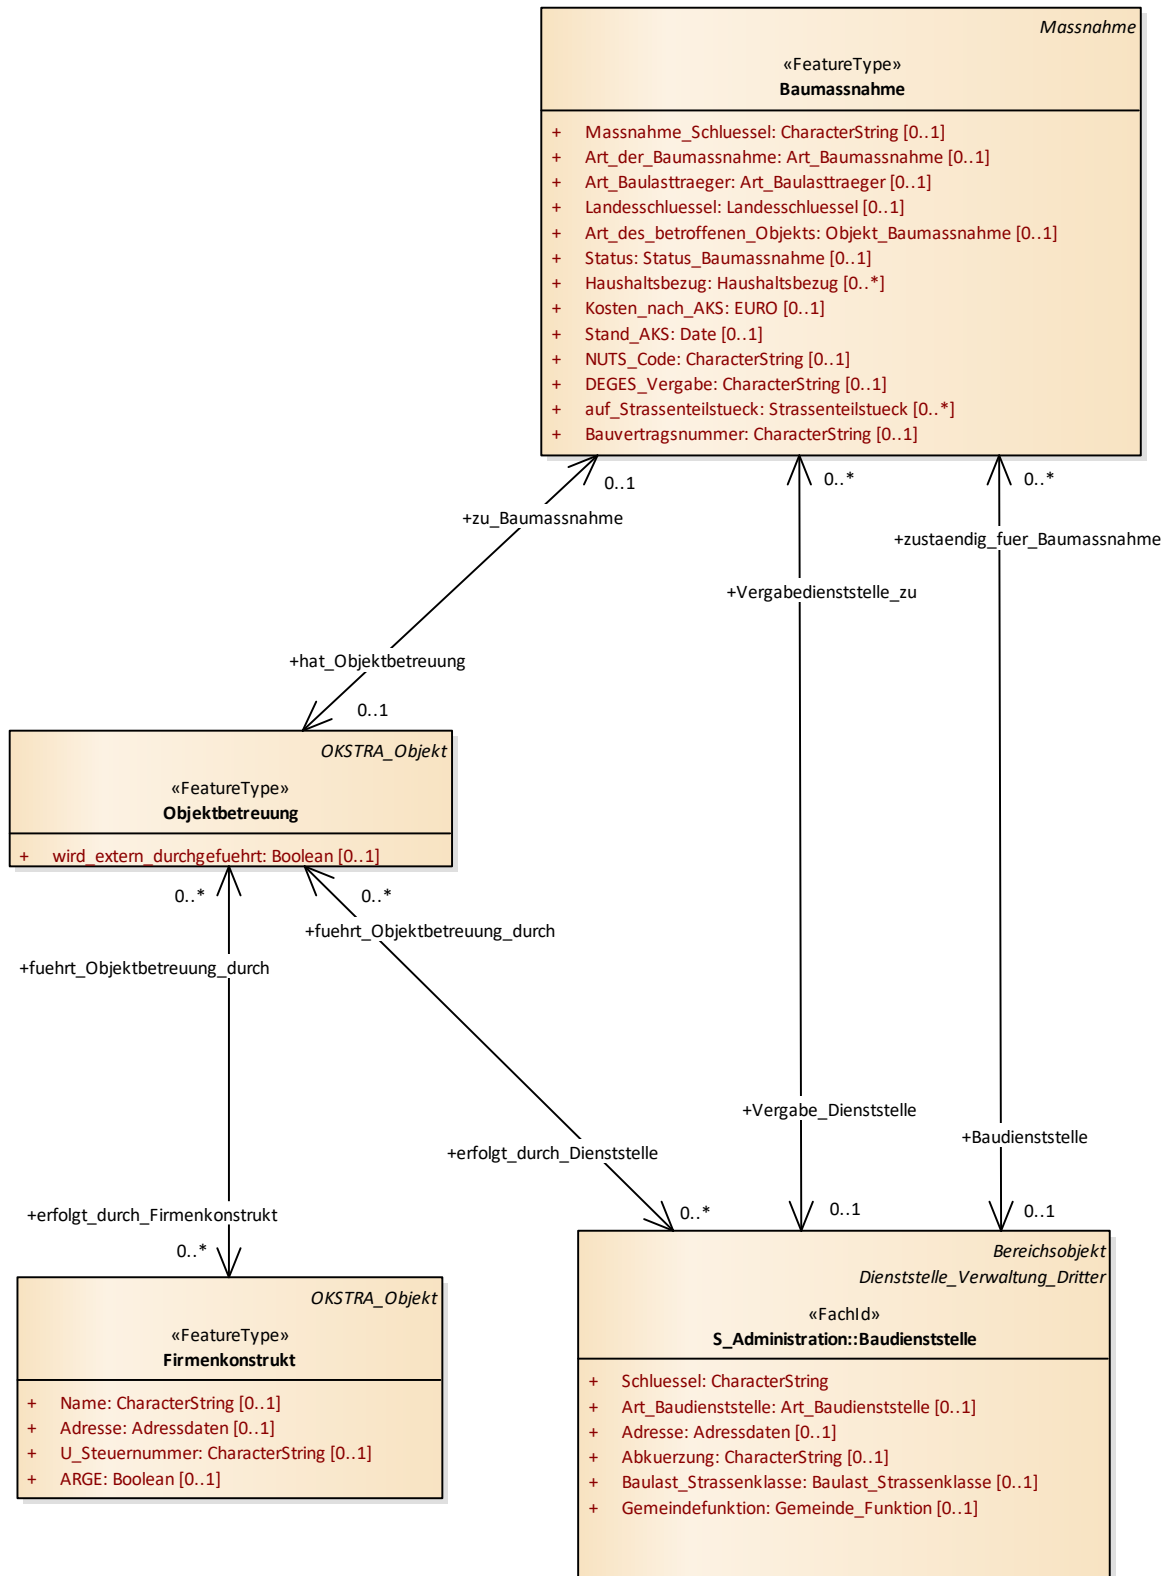 Massnahme
«FeatureType»
Baumassnahme
+ Massnahme_Schluessel: CharacterString [0..1]
+ Art_der_Baumassnahme: Art_Baumassnahme [0..1]
+ Art_Baulasttraeger: Art_Baulasttraeger [0..1]
+ Landesschluessel: Landesschluessel [0..1]
+ Art_des_betroffenen_Objekts: Objekt_Baumassnahme [0..1]
+ Status: Status_Baumassnahme [0..1]
+ Haushaltsbezug: Haushaltsbezug [0..*]
+ Kosten_nach_AKS: EURO [0..1]
+ Stand_AKS: Date [0..1]
+ NUTS_Code: CharacterString [0..1]
+ DEGES_Vergabe: CharacterString [0..1]
+ auf_Strassenteilstueck: Strassenteilstueck [0..*]
+ Bauvertragsnummer: CharacterString [0..1]
0..1
0..*
0..*
+zu_Baumassnahme
+zustaendig_fuer_Baumassnahme
+Vergabedienststelle_zu
+hat_Objektbetreuung
0..1
OKSTRA_Objekt
«FeatureType»
Objektbetreuung
+ wird_extern_durchgefuehrt: Boolean [0..1]
0..*
0..*
+fuehrt_Objektbetreuung_durch
+fuehrt_Objektbetreuung_durch
+Vergabe_Dienststelle
+Baudienststelle
+erfolgt_durch_Dienststelle
+erfolgt_durch_Firmenkonstrukt
0..*
0..1
0..1
0..*
OKSTRA_Objekt
«FeatureType»
Firmenkonstrukt
+ Name: CharacterString [0..1]
+ Adresse: Adressdaten [0..1]
+ U_Steuernummer: CharacterString [0..1]
+ ARGE: Boolean [0..1]
Bereichsobjekt
Dienststelle_Verwaltung_Dritter
«FachId»
S_Administration::Baudienststelle
+ Schluessel: CharacterString
+ Art_Baudienststelle: Art_Baudienststelle [0..1]
+ Adresse: Adressdaten [0..1]
+ Abkuerzung: CharacterString [0..1]
+ Baulast_Strassenklasse: Baulast_Strassenklasse [0..1]
+ Gemeindefunktion: Gemeinde_Funktion [0..1]